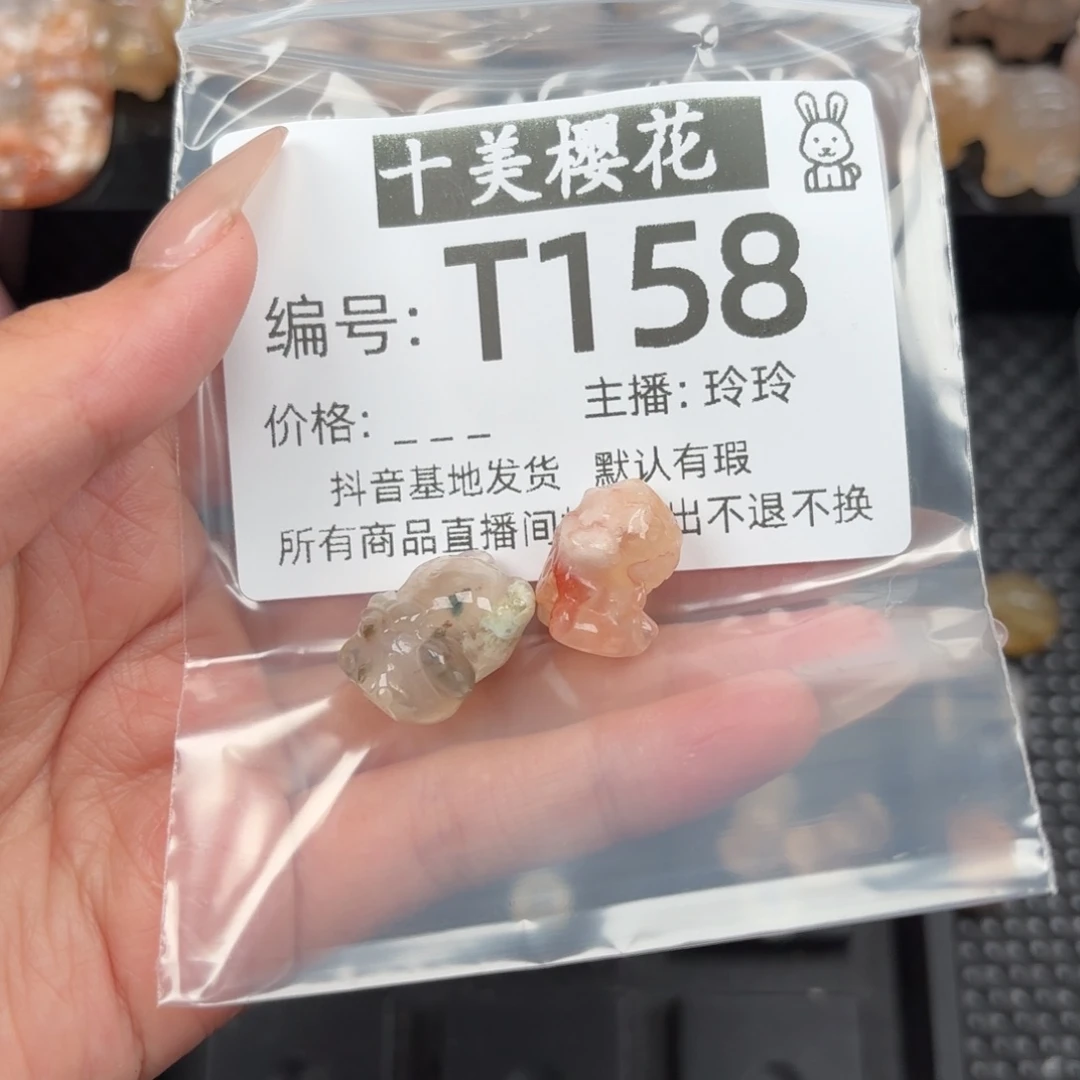 十美樱花
编号: T158
价格: _ _ _ 主播: 玲玲
抖音基地发货 默认有瑕
所有商品直播间 出不退不换